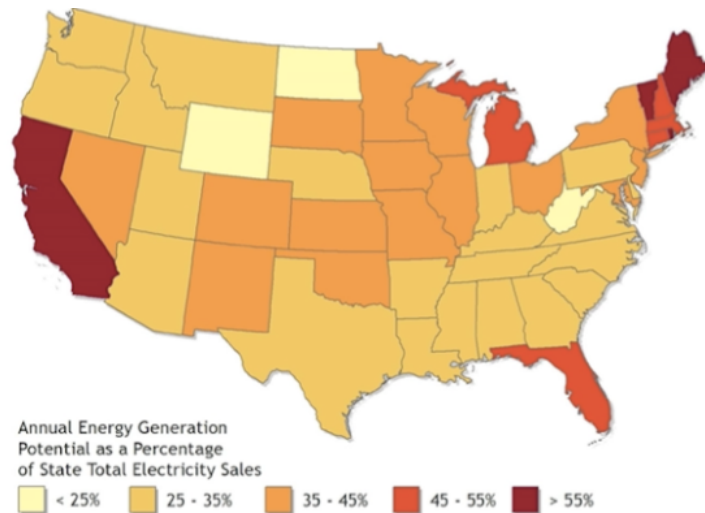 Annual Energy Generation
Potential as a Percentage
of State Total Electricity Sales
< 25% 25 - 35% 35 - 45% 45 - 55% > 55%